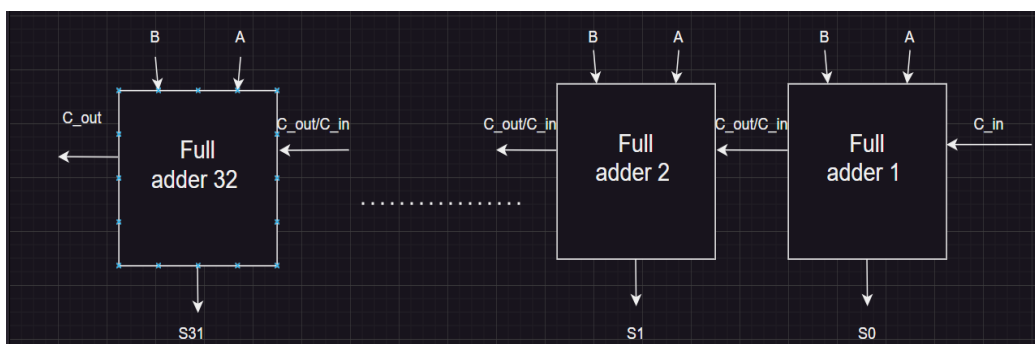 B A
B A
B A
C_out
C_out/C_in
C_out/C_in
C_out/C_in
C_in
Full
adder 32
Full
adder 2
Full
adder 1
S31
S1
S0